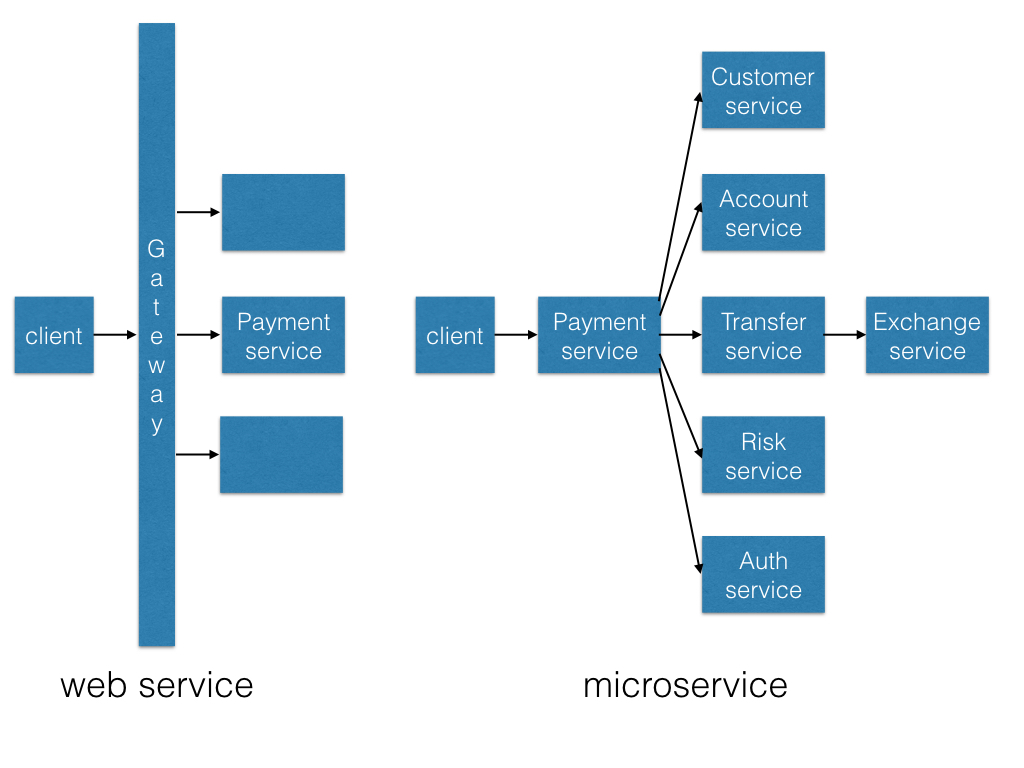 client
G
a
t
e
w
a
y
Payment
service
web service
client
Payment
service
Customer
service
Account
service
Transfer
service
Exchange
service
Risk
service
Auth
service
microservice